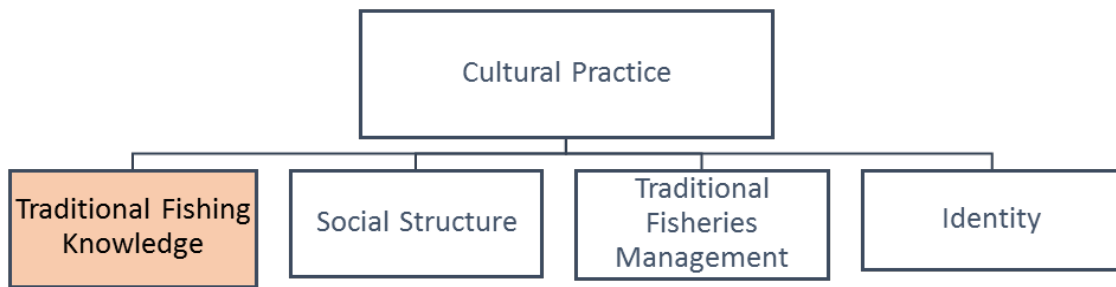 Cultural Practice
Traditional Fishing
Knowledge
Social Structure
Traditional
Fisheries
Management
Identity